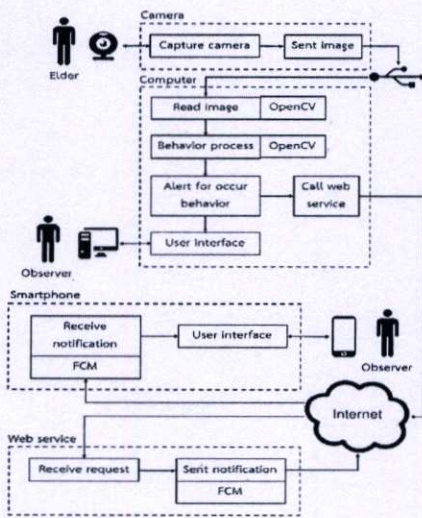 Camera
Capture camera
Sent image
Elder
Computer
Read image
OpenCV
Behavior process
OpenCV
Alert for occur
behavior
Call web
service
User interface
Observer
Smartphone
Receive
notification
FCM
User interface
Observer
Internet
Web service
Receive request
Sent notification
FCM